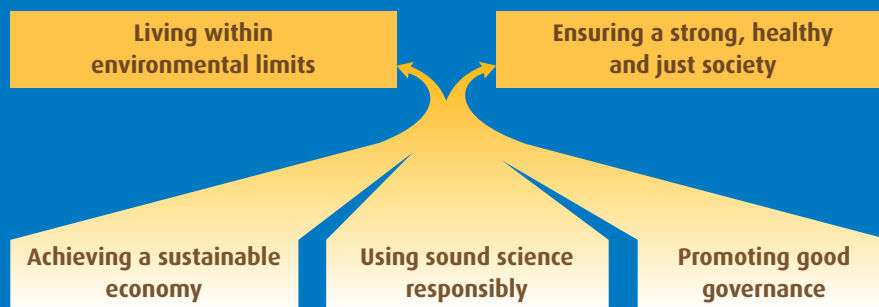 Living within
environmental limits
Ensuring a strong, healthy
and just society
Achieving a sustainable
economy
Using sound science
responsibly
Promoting good
governance